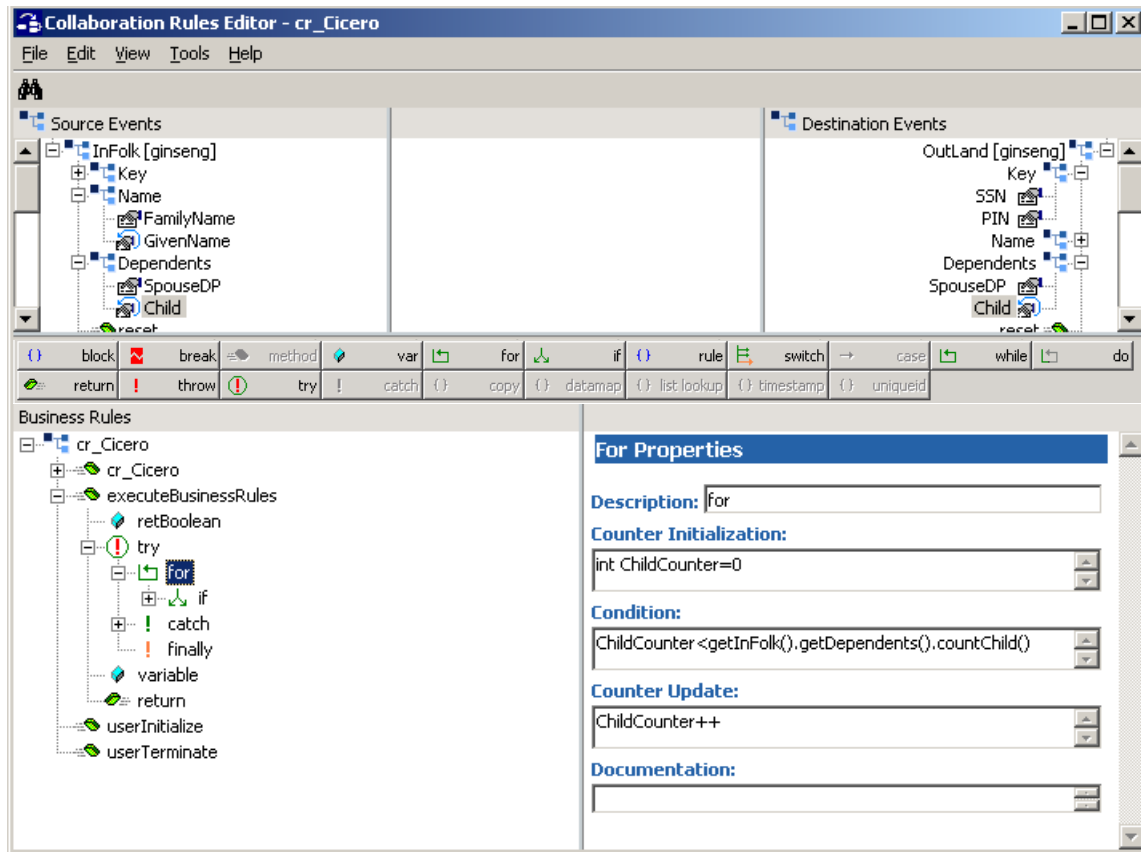 Collaboration Rules Editor - cr_Cicero
File Edit View Tools Help
Source Events
InFolk [ginseng]
Key
Name
FamilyName
GivenName
Dependents
SpouseDP
Child
reset
Destination Events
OutLand [ginseng]
Key
SSN
PIN
Name
Dependents
SpouseDP
Child
reset
block break method var for if rule switch case while do
return throw try catch copy datamap list lookup timestamp uniqueid
Business Rules
cr_Cicero
cr_Cicero
executeBusinessRules
retBoolean
try
for
if
catch
finally
variable
return
userInitialize
userTerminate
For Properties
Description: for
Counter Initialization:
int ChildCounter=0
Condition:
ChildCounter<getInFolk().getDependents().countChild()
Counter Update:
ChildCounter++
Documentation: